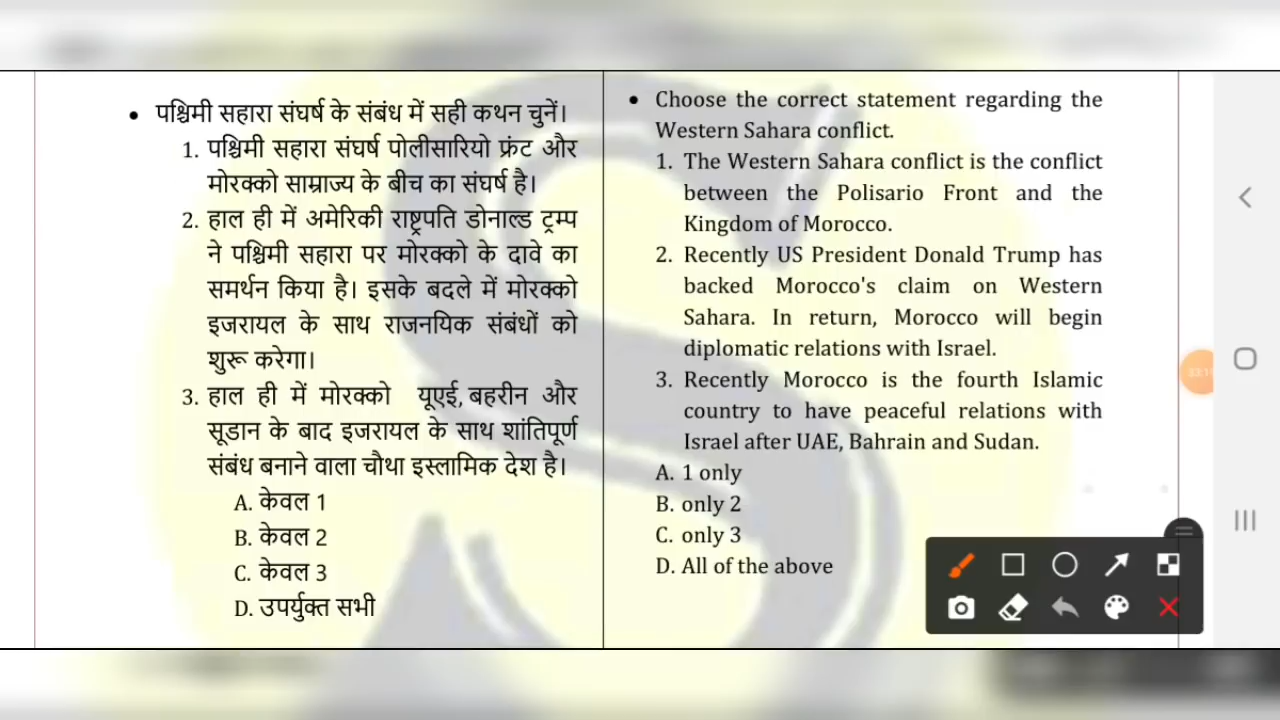 • पश्चिमी सहारा संघर्ष के संबंध में सही कथन चुनें।
1. पश्चिमी सहारा संघर्ष पोलीसारियो फ्रंट और
मोरक्को साम्राज्य के बीच का संघर्ष है।
2. हाल ही में अमेरिकी राष्ट्रपति डोनाल्ड ट्रम्प
ने पश्चिमी सहारा पर मोरक्को के दावे का
समर्थन किया है। इसके बदले में मोरक्को
इजरायल के साथ राजनयिक संबंधों को
शुरू करेगा।
3. हाल ही में मोरक्को यूएई, बहरीन और
सूडान के बाद इजरायल के साथ शांतिपूर्ण
संबंध बनाने वाला चौथा इस्लामिक देश है।
A. केवल 1
B. केवल 2
C. केवल 3
D. उपर्युक्त सभी
• Choose the correct statement regarding the
Western Sahara conflict.
1. The Western Sahara conflict is the conflict
between the Polisario Front and the
Kingdom of Morocco.
2. Recently US President Donald Trump has
backed Morocco's claim on Western
Sahara. In return, Morocco will begin
diplomatic relations with Israel.
3. Recently Morocco is the fourth Islamic
country to have peaceful relations with
Israel after UAE, Bahrain and Sudan.
A. 1 only
B. only 2
C. only 3
D. All of the above